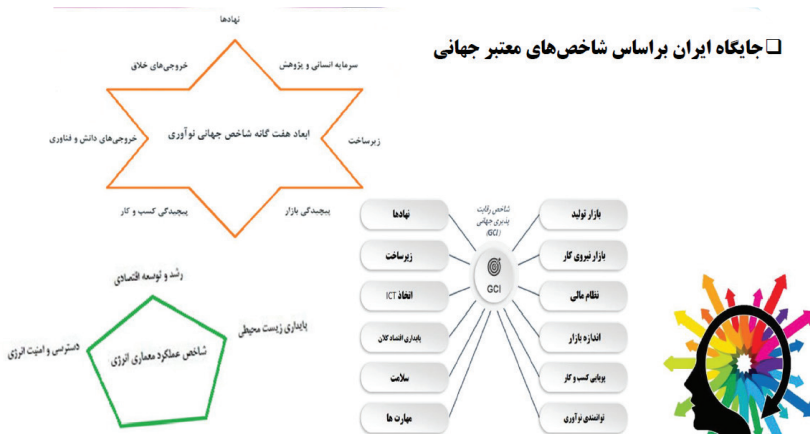 جایگاه ایران براساس شاخص‌های معتبر جهانی
نهادها
سرمایه انسانی و پژوهش
خروجی‌های خلاق
ابعاد هفت گانه شاخص جهانی نوآوری
زیرساخت
خروجی‌های دانش و فناوری
پیچیدگی بازار
پیچیدگی کسب و کار
شاخص رقابت
پذیری جهانی
(GCI)
GCI
بازار تولید
بازار نیروی کار
نظام مالی
اندازه بازار
پویایی کسب و کار
توانمندی نوآوری
نهادها
زیرساخت
اتخاذ ICT
پایداری اقتصاد کلان
سلامت
مهارت ها
رشد و توسعه اقتصادی
پایداری زیست محیطی
شاخص عملکرد معماری انرژی
دسترسی و امنیت انرژی